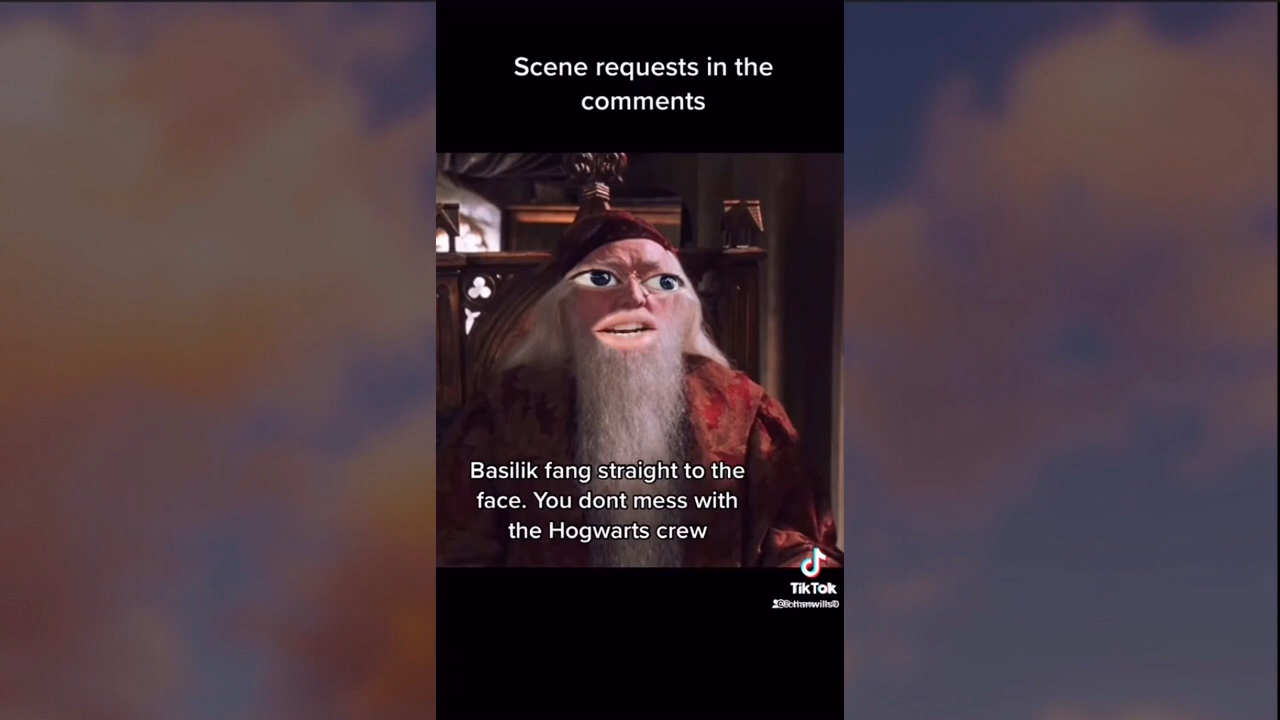 Scene requests in the
comments
Basilik fang straight to the
face. You dont mess with
the Hogwarts crew
TikTok